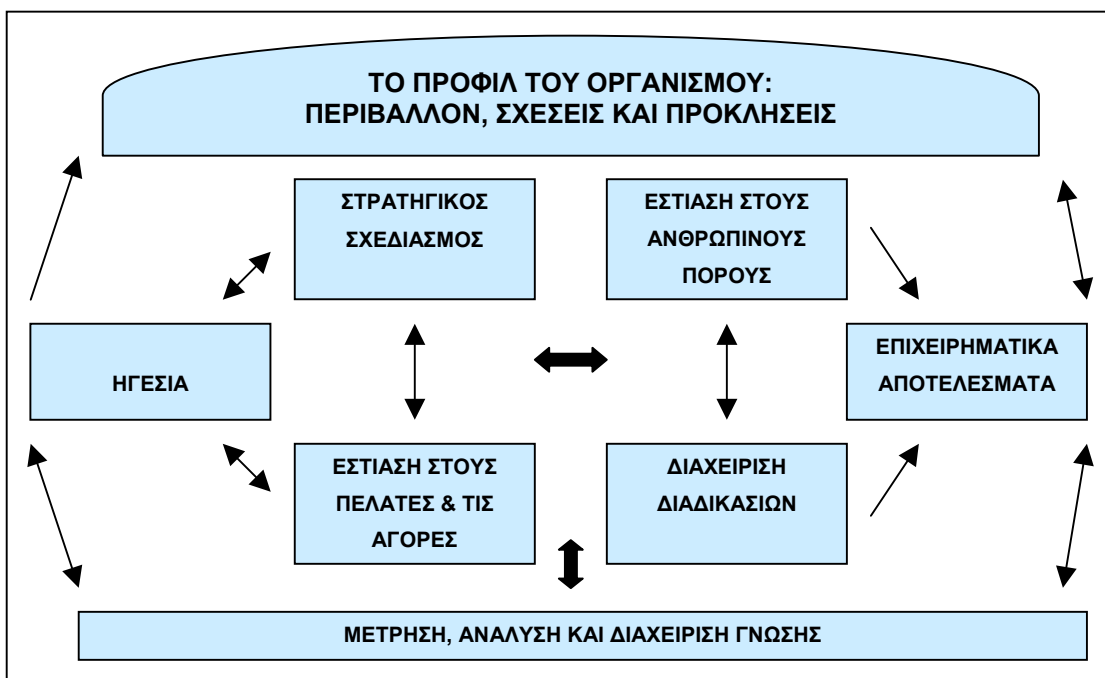 ΤΟ ΠΡΟΦΙΛ ΤΟΥ ΟΡΓΑΝΙΣΜΟΥ:
ΠΕΡΙΒΑΛΛΟΝ, ΣΧΕΣΕΙΣ ΚΑΙ ΠΡΟΚΛΗΣΕΙΣ
ΣΤΡΑΤΗΓΙΚΟΣ
ΣΧΕΔΙΑΣΜΟΣ
ΕΣΤΙΑΣΗ ΣΤΟΥΣ
ΑΝΘΡΩΠΙΝΟΥΣ
ΠΟΡΟΥΣ
ΗΓΕΣΙΑ
ΕΠΙΧΕΙΡΗΜΑΤΙΚΑ
ΑΠΟΤΕΛΕΣΜΑΤΑ
ΕΣΤΙΑΣΗ ΣΤΟΥΣ
ΠΕΛΑΤΕΣ & ΤΙΣ
ΑΓΟΡΕΣ
ΔΙΑΧΕΙΡΙΣΗ
ΔΙΑΔΙΚΑΣΙΩΝ
ΜΕΤΡΗΣΗ, ΑΝΑΛΥΣΗ ΚΑΙ ΔΙΑΧΕΙΡΙΣΗ ΓΝΩΣΗΣ